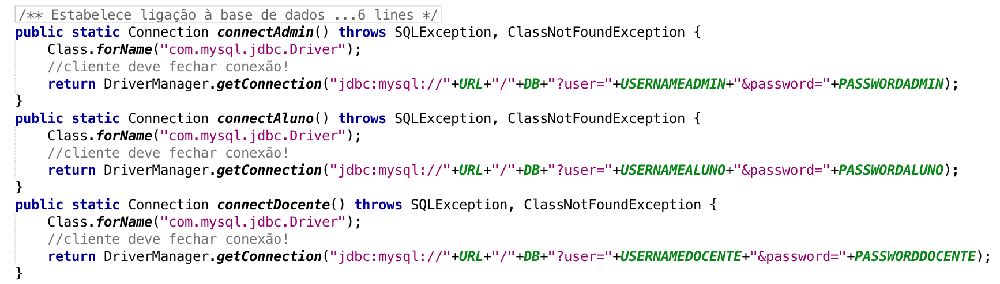 /** Estabelece ligação à base de dados ...6 lines */
public static Connection connectAdmin() throws SQLException, ClassNotFoundException {
    Class.forName("com.mysql.jdbc.Driver");
    //cliente deve fechar conexão!
    return DriverManager.getConnection("jdbc:mysql://"+URL+"/"+DB+"?user="+USERNAMEADMIN+"&password="+PASSWORDADMIN);
}
public static Connection connectAluno() throws SQLException, ClassNotFoundException {
    Class.forName("com.mysql.jdbc.Driver");
    //cliente deve fechar conexão!
    return DriverManager.getConnection("jdbc:mysql://"+URL+"/"+DB+"?user="+USERNAMEALUNO+"&password="+PASSWORDALUNO);
}
public static Connection connectDocente() throws SQLException, ClassNotFoundException {
    Class.forName("com.mysql.jdbc.Driver");
    //cliente deve fechar conexão!
    return DriverManager.getConnection("jdbc:mysql://"+URL+"/"+DB+"?user="+USERNAMEDOCENTE+"&password="+PASSWORDDOCENTE);
}